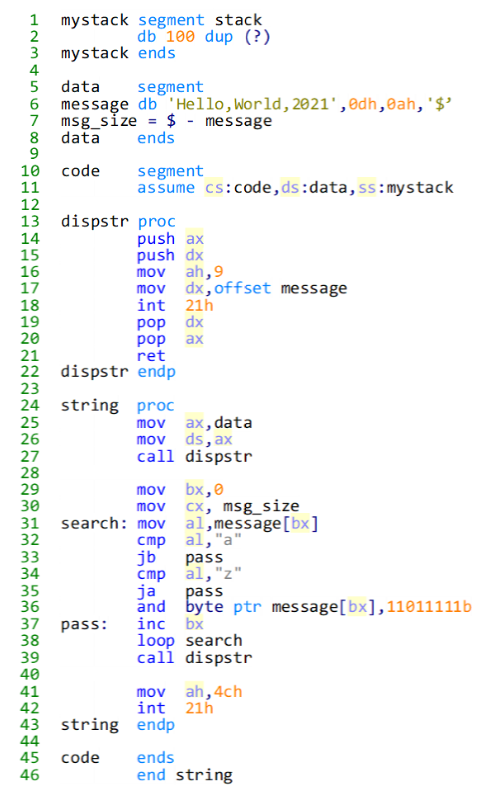 1 mystack segment stack
2 db 100 dup (?)
3 mystack ends
4
5 data segment
6 message db 'Hello,World,2021',0dh,0ah,'$’
7 msg_size = $ - message
8 data ends
9
10 code segment
11 assume cs:code,ds:data,ss:mystack
12
13 dispstr proc
14 push ax
15 push dx
16 mov ah,9
17 mov dx,offset message
18 int 21h
19 pop dx
20 pop ax
21 ret
22 dispstr endp
23
24 string proc
25 mov ax,data
26 mov ds,ax
27 call dispstr
28
29 mov bx,0
30 mov cx, msg_size
31 search: mov al,message[bx]
32 cmp al,"a"
33 jb pass
34 cmp al,"z"
35 ja pass
36 and byte ptr message[bx],11011111b
37 pass: inc bx
38 loop search
39 call dispstr
40
41 mov ah,4ch
42 int 21h
43 string endp
44
45 code ends
46 end string